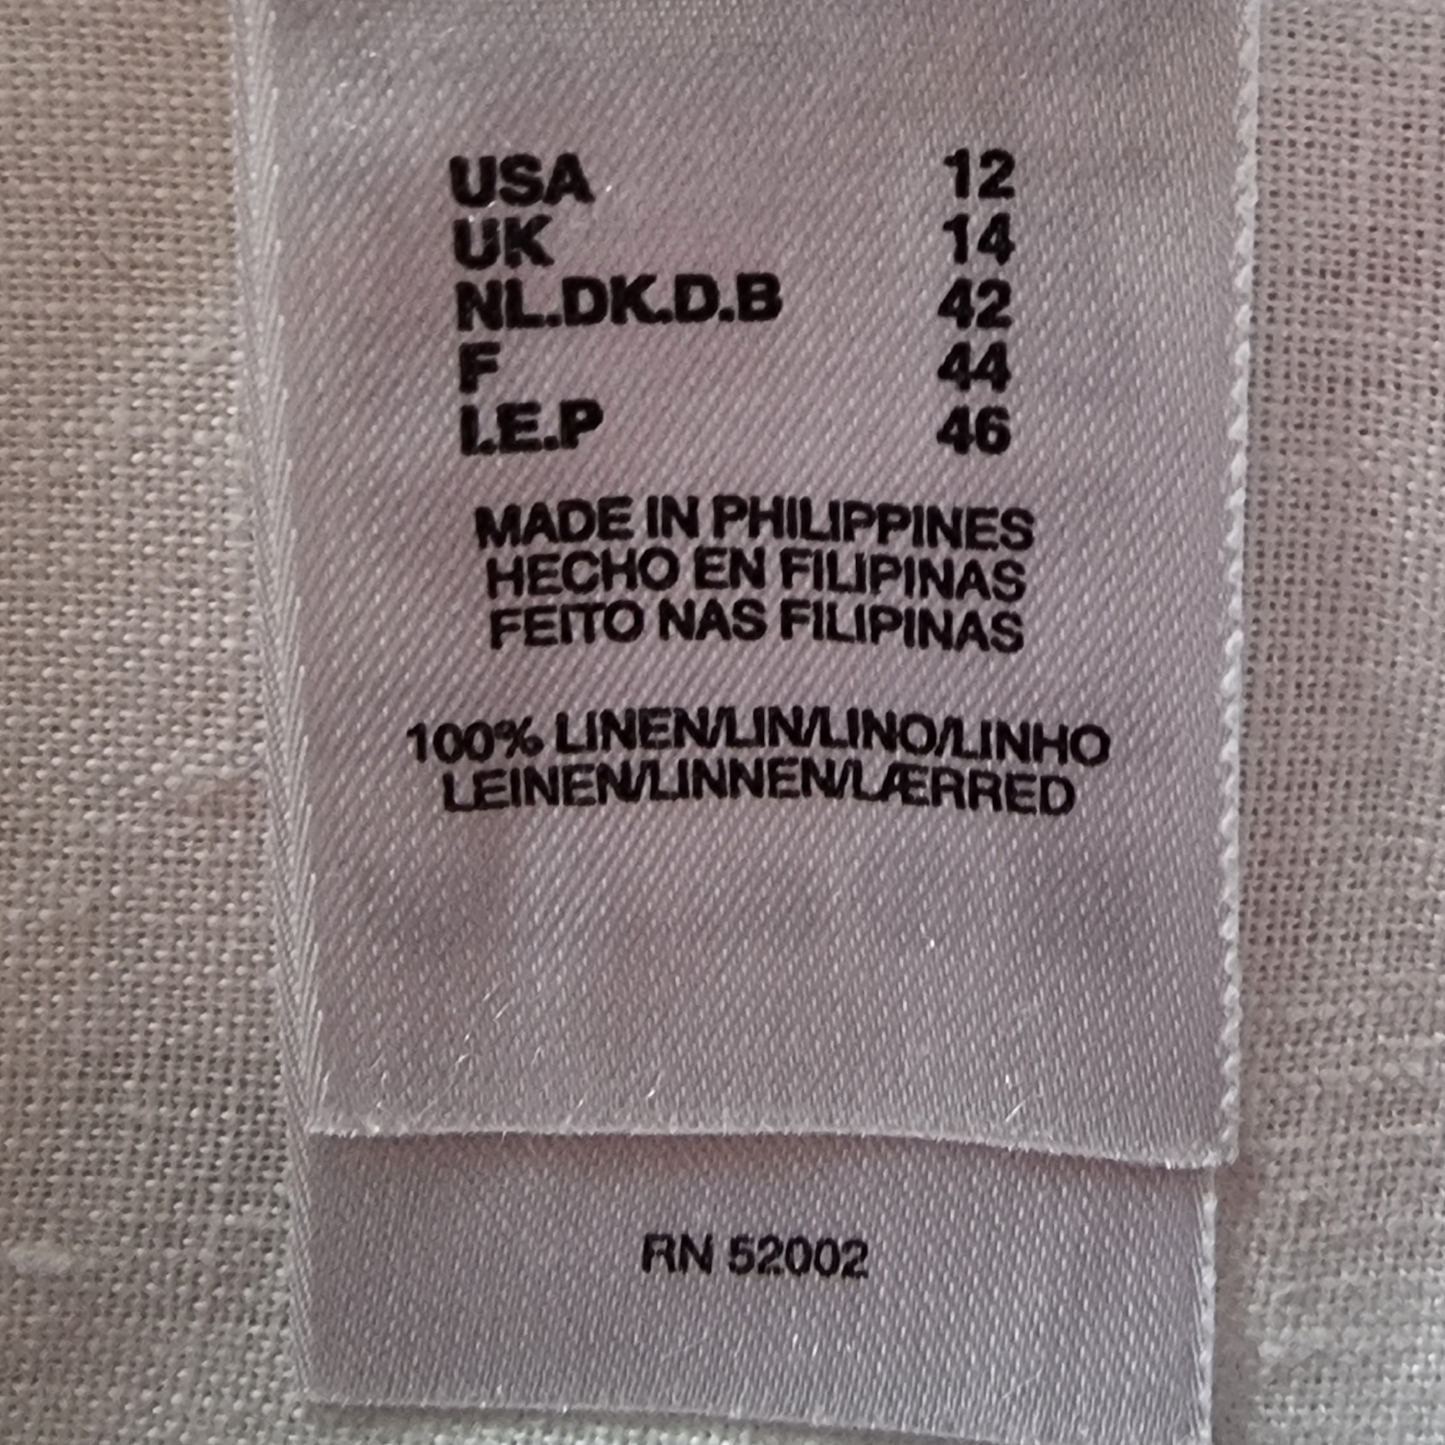 USA 12
UK 14
NL.DK.D.B 42
F 44
I.E.P 46
MADE IN PHILIPPINES
HECHO EN FILIPINAS
FEITO NAS FILIPINAS
100% LINEN/LIN/LINO/LINHO
LEINEN/LINNEN/LÆRRED
RN 52002